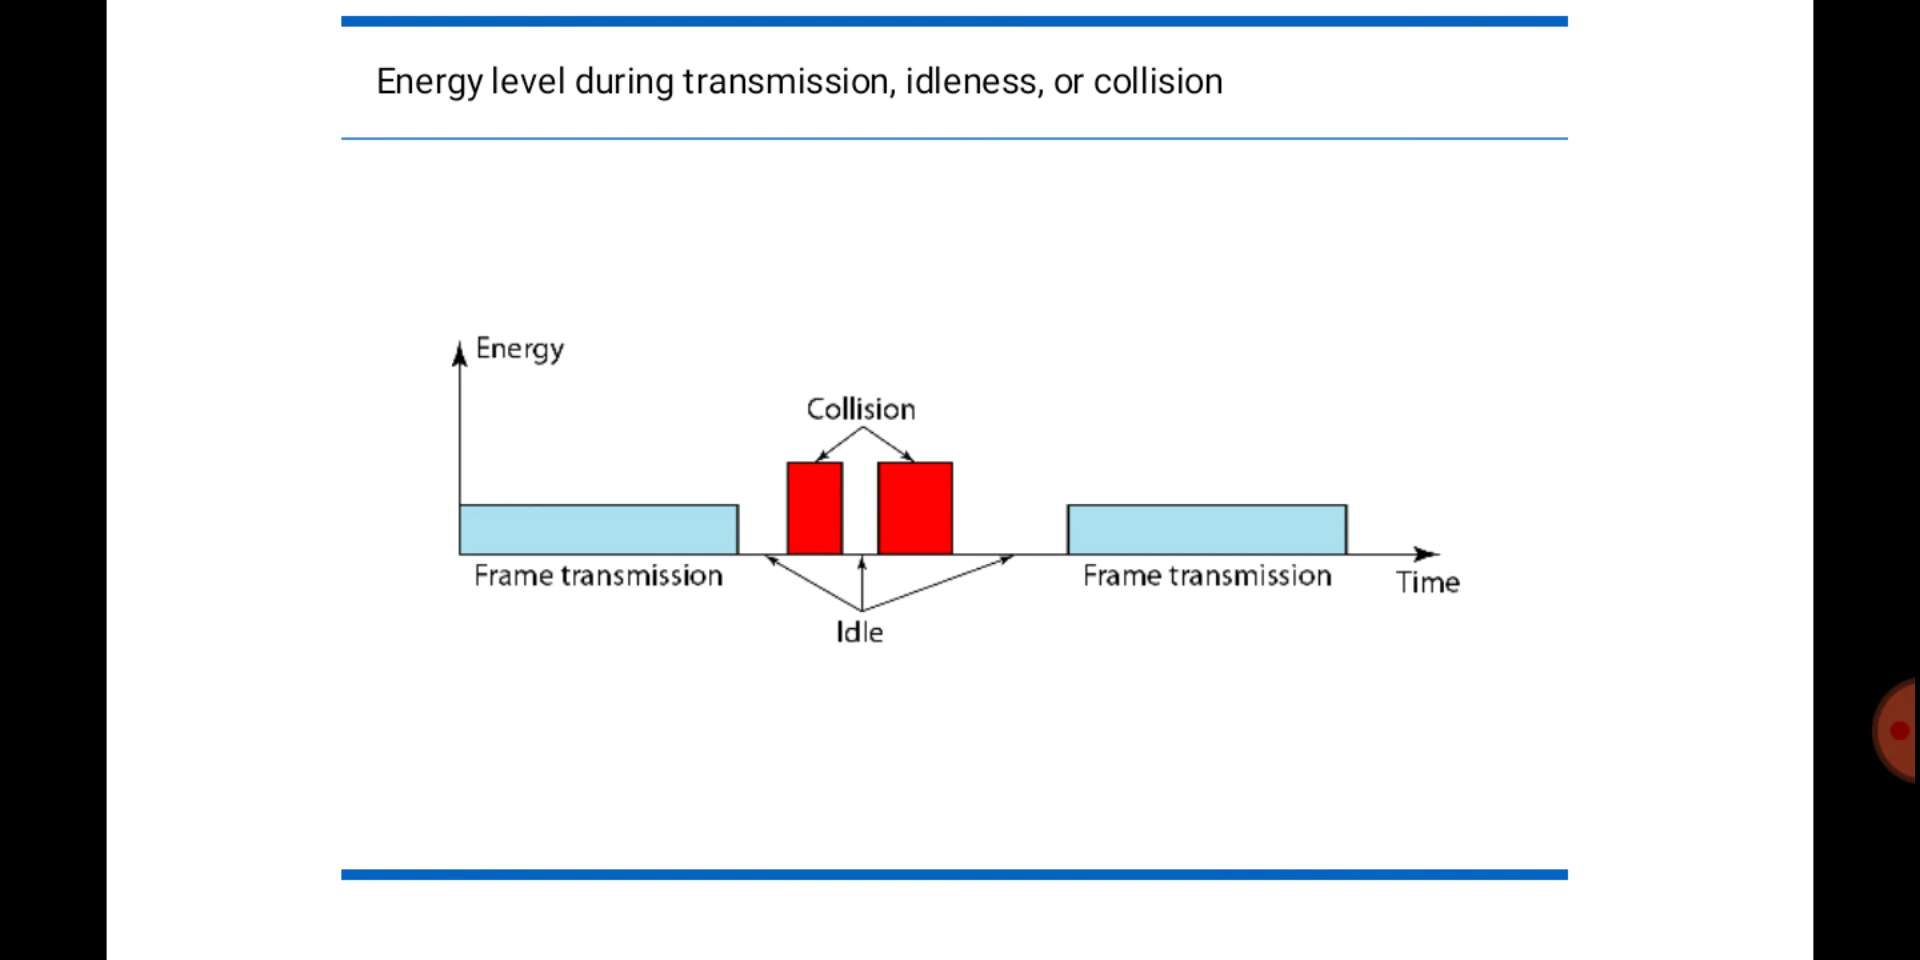 Energy level during transmission, idleness, or collision
Energy
Collision
Frame transmission
Frame transmission
Time
Idle